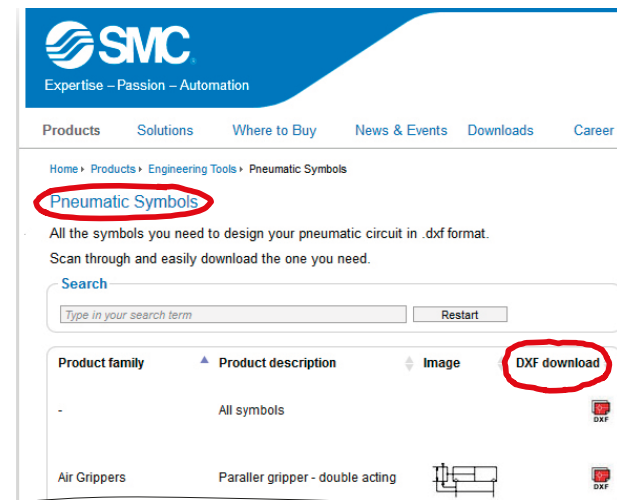 SMC
Expertise – Passion – Automation
Products Solutions Where to Buy News & Events Downloads Career
Home Products Engineering Tools Pneumatic Symbols
Pneumatic Symbols
All the symbols you need to design your pneumatic circuit in .dxf format.
Scan through and easily download the one you need.
Search
Type in your search term Restart
Product family Product description Image DXF download
- All symbols DXF
Air Grippers Paraller gripper - double acting DXF